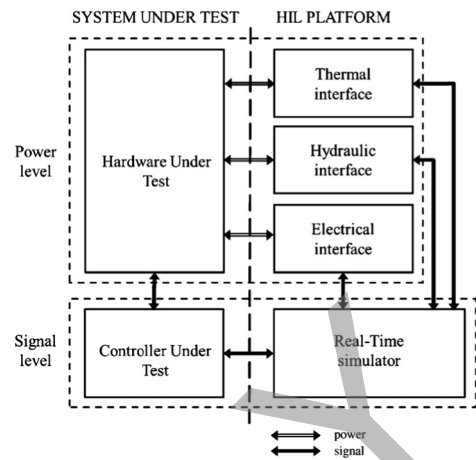 SYSTEM UNDER TEST
HIL PLATFORM
Power
level
Hardware Under
Test
Thermal
interface
Hydraulic
interface
Electrical
interface
Signal
level
Controller Under
Test
Real-Time
simulator
power
signal